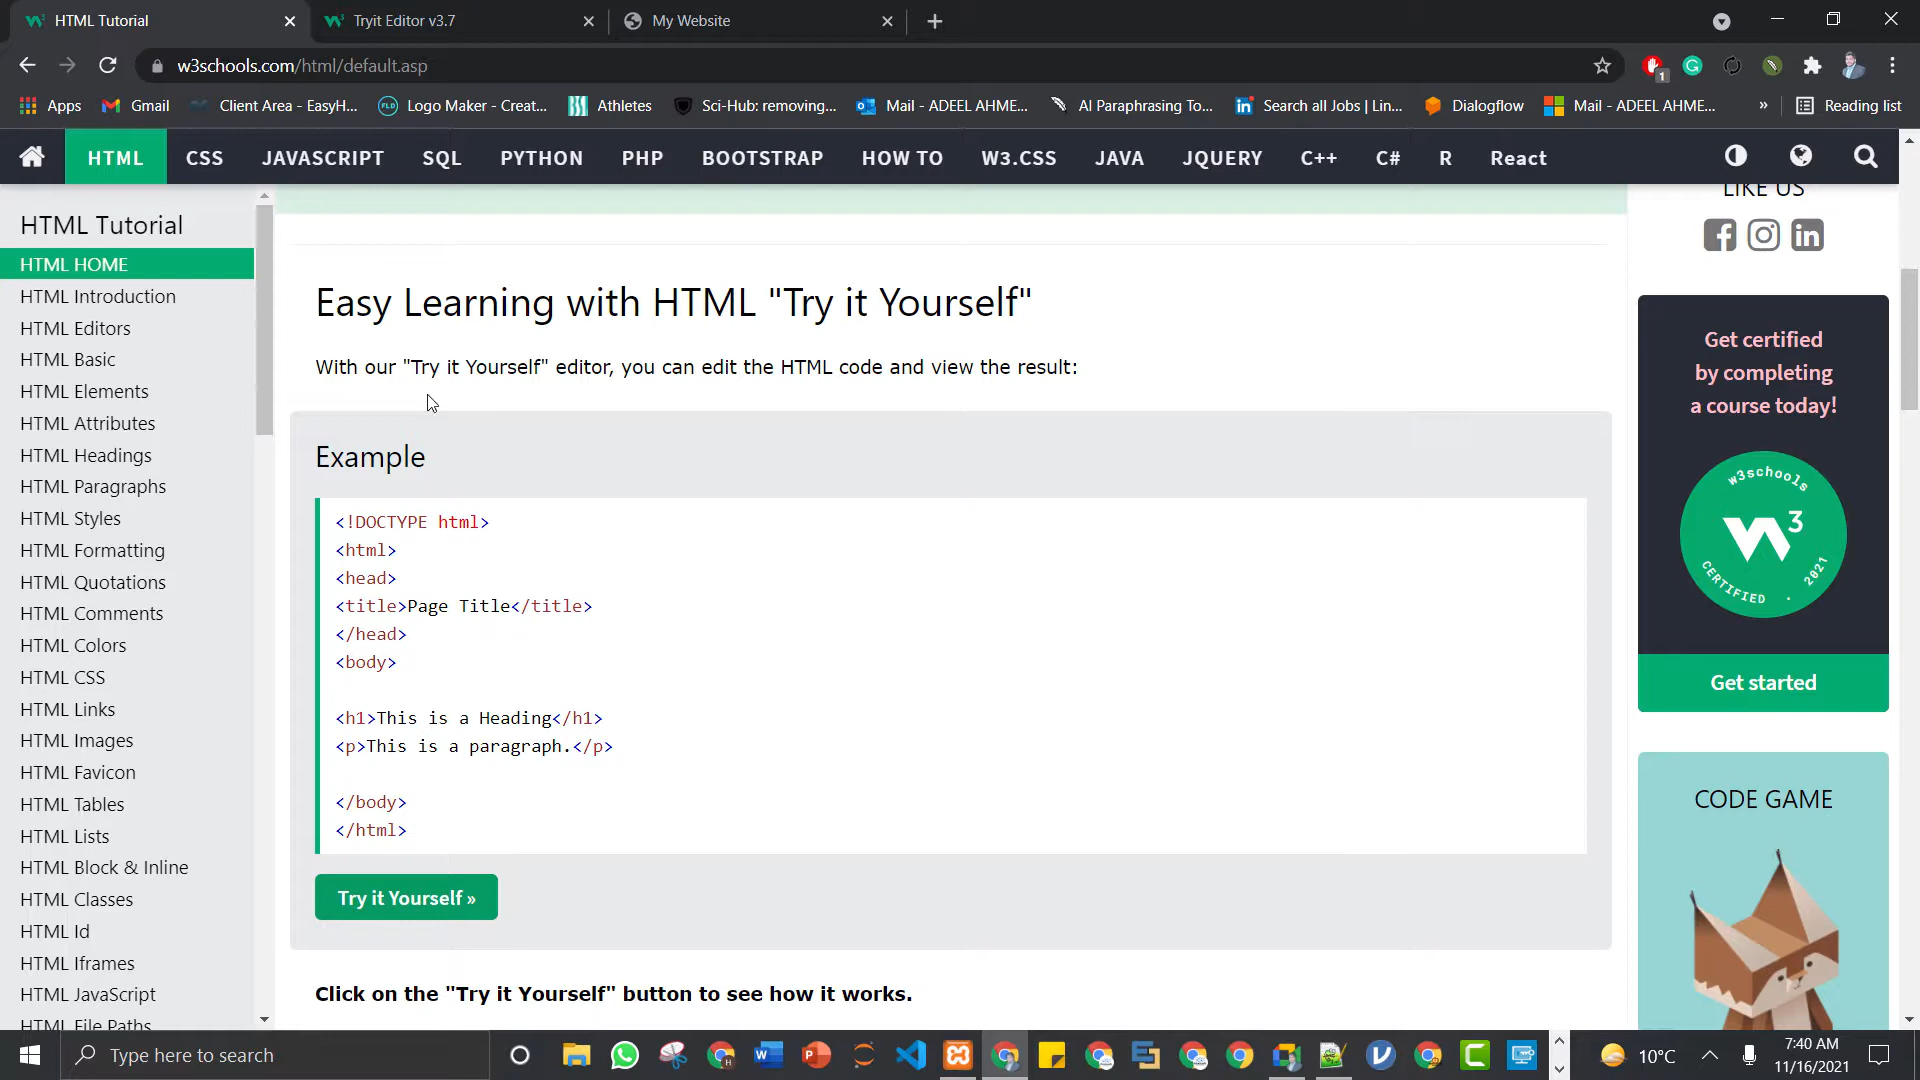 HTML Tutorial
Tryit Editor v3.7
My Website
w3schools.com/html/default.asp
1
Apps
Gmail
Client Area - EasyH...
Logo Maker - Creat...
Athletes
Sci-Hub: removing...
Mail - ADEEL AHME...
AI Paraphrasing To...
Search all Jobs | Lin...
Dialogflow
Mail - ADEEL AHME...
»
Reading list
HTML
CSS
JAVASCRIPT
SQL
PYTHON
PHP
BOOTSTRAP
HOW TO
W3.CSS
JAVA
JQUERY
C++
C#
R
React
HTML Tutorial
HTML HOME
HTML Introduction
HTML Editors
HTML Basic
HTML Elements
HTML Attributes
HTML Headings
HTML Paragraphs
HTML Styles
HTML Formatting
HTML Quotations
HTML Comments
HTML Colors
HTML CSS
HTML Links
HTML Images
HTML Favicon
HTML Tables
HTML Lists
HTML Block & Inline
HTML Classes
HTML Id
HTML Iframes
HTML JavaScript
HTML File Paths
Easy Learning with HTML "Try it Yourself"
With our "Try it Yourself" editor, you can edit the HTML code and view the result:
Example
<!DOCTYPE html>
<html>
<head>
<title>Page Title</title>
</head>
<body>
<h1>This is a Heading</h1>
<p>This is a paragraph.</p>
</body>
</html>
Try it Yourself »
Click on the "Try it Yourself" button to see how it works.
LIKE US
Get certified
by completing
a course today!
w3schools
W3
CERTIFIED . 2021
Get started
CODE GAME
Type here to search
10°C
7:40 AM
11/16/2021